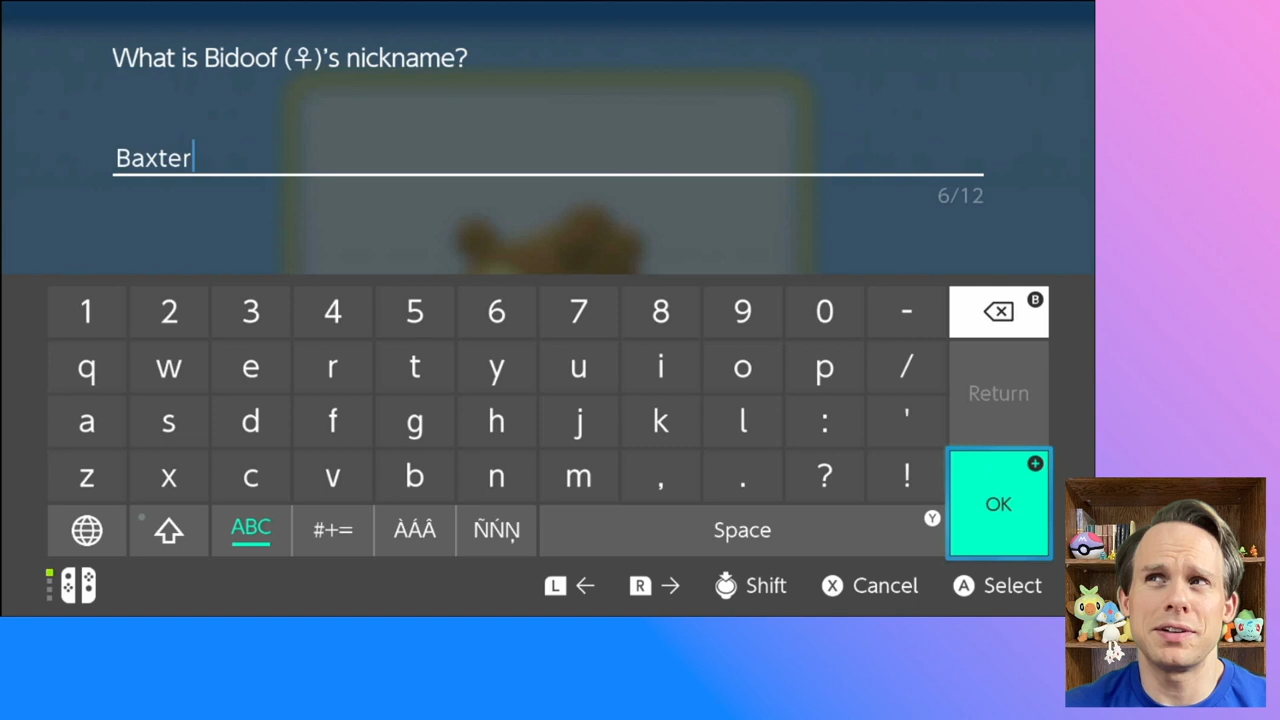 What is Bidoof (♀)'s nickname?
Baxter
6/12
1 2 3 4 5 6 7 8 9 0 - B
q w e r t y u i o p / Return
a s d f g h j k l : '
z x c v b n m , . ? ! + OK
ABC #+= ÀÁÂ ÑŃŅ Space Y
L ← R → Shift X Cancel A Select